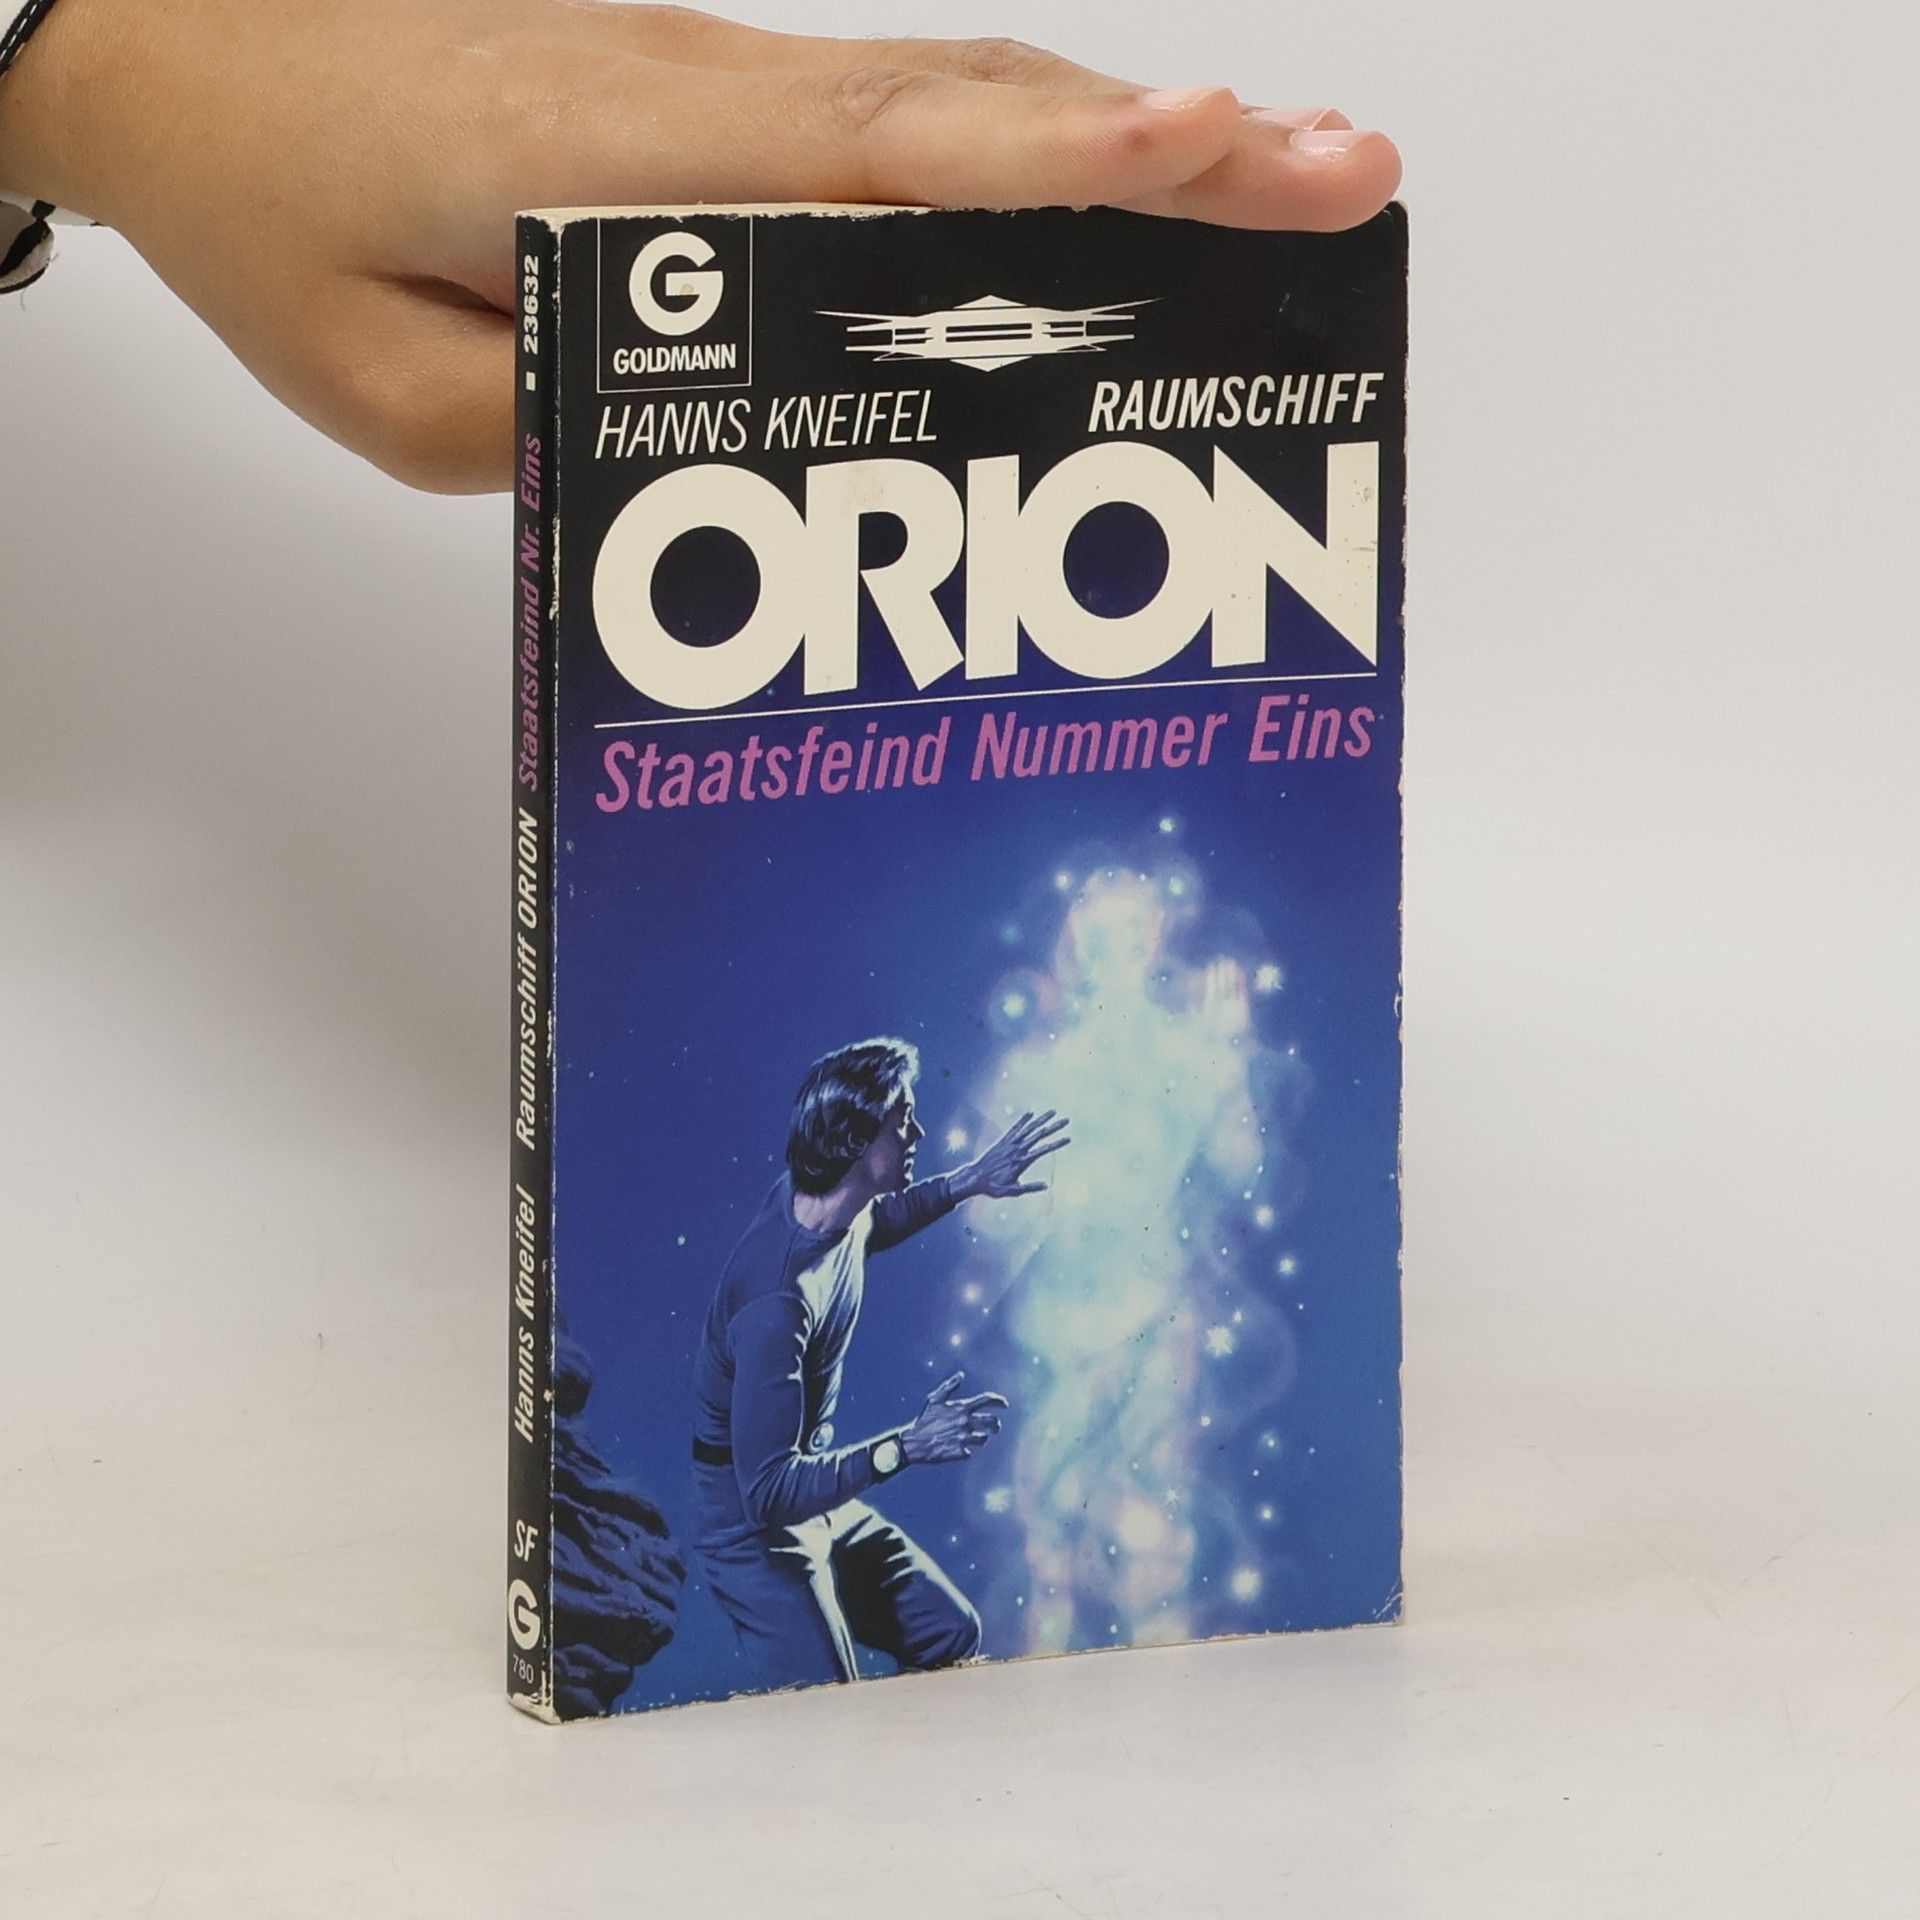 G
GOLDMANN
HANNS KNEIFEL
RAUMSCHIFF
ORION
Staatsfeind Nummer Eins
Hanns Kneifel Raumschiff ORION Staatsfeind Nr. Eins ■ 23632
SF
G
780